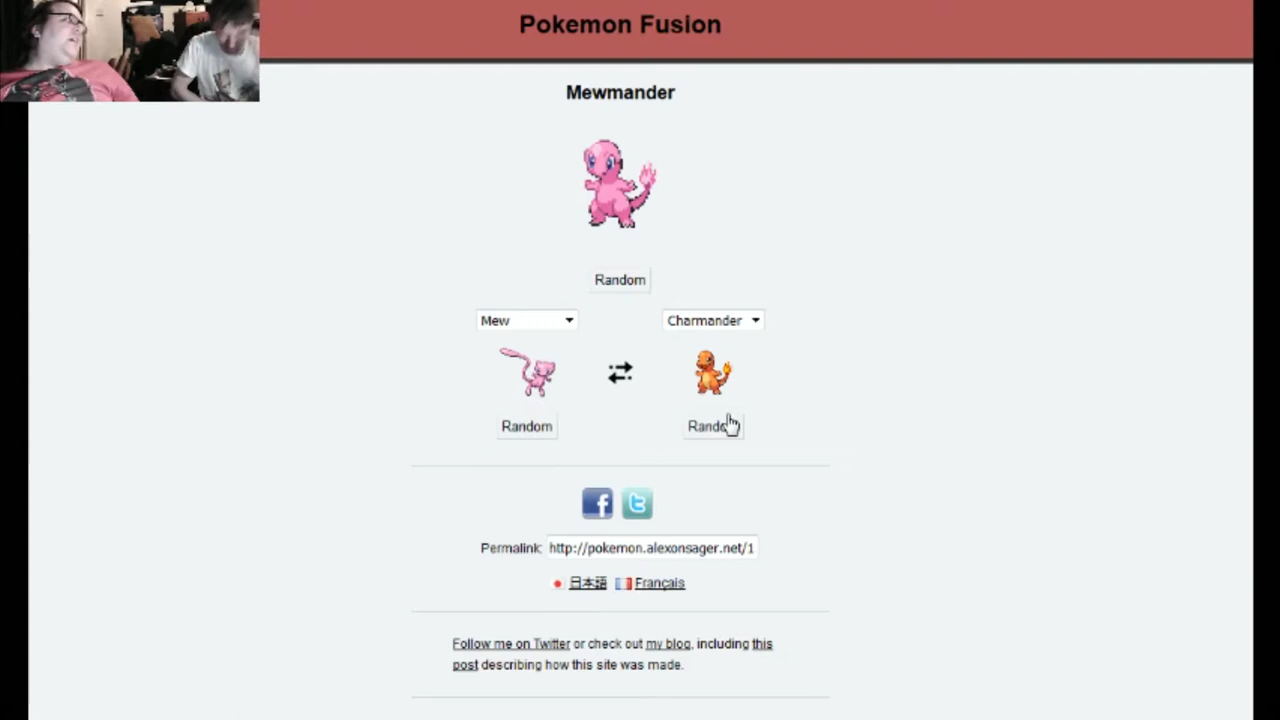 Pokemon Fusion
Mewmander
Random
Mew Charmander
Random Rando
Permalink: http://pokemon.alexonsager.net/1
日本語 Français
Follow me on Twitter or check out my blog, including this
post describing how this site was made.